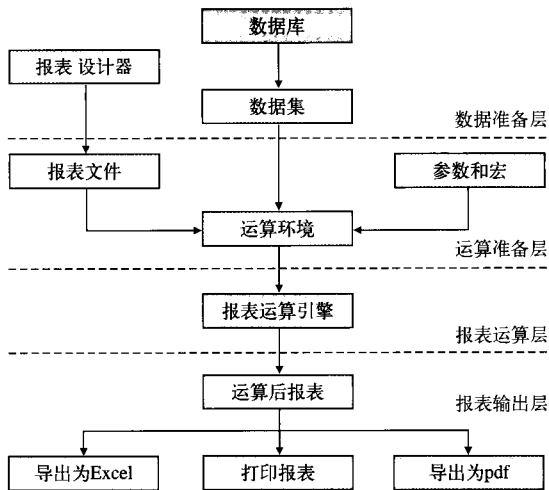 数据库
报表 设计器
数据集
数据准备层
报表文件
参数和宏
运算环境
运算准备层
报表运算引擎
报表运算层
运算后报表
报表输出层
导出为Excel
打印报表
导出为pdf